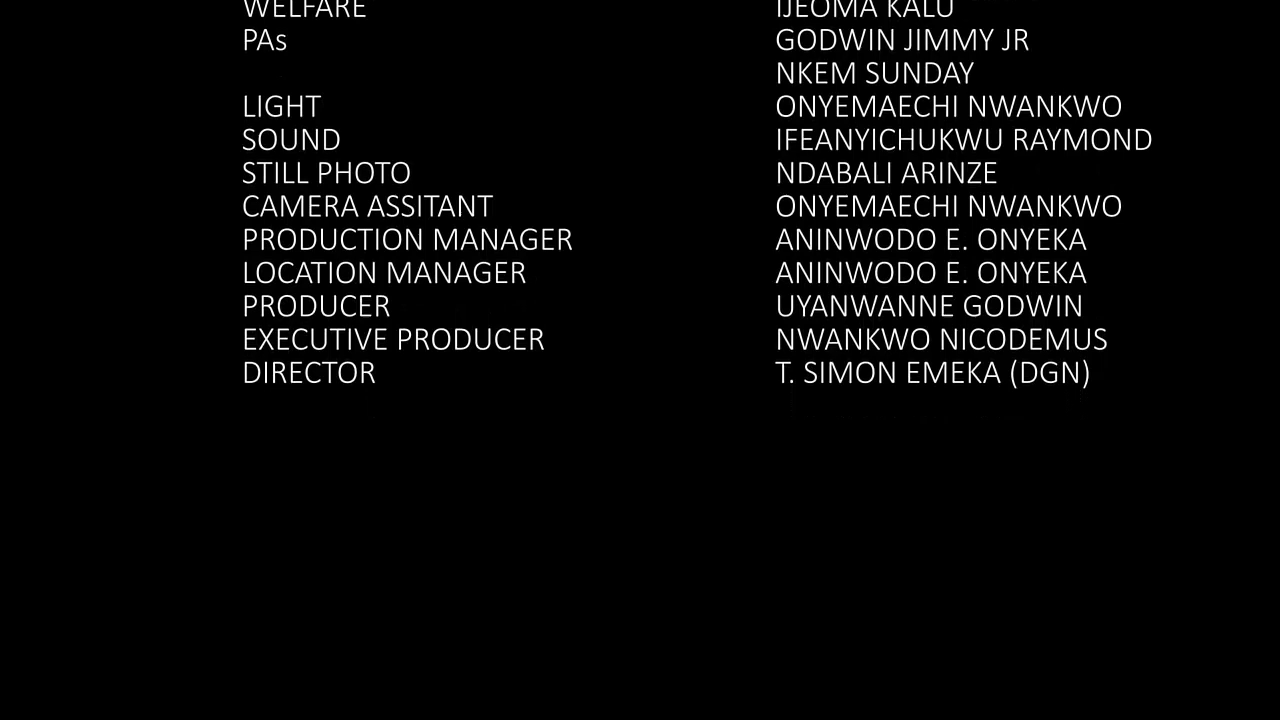 WELFARE IJEOMA KALU
PAs GODWIN JIMMY JR
NKEM SUNDAY
LIGHT ONYEMAECHI NWANKWO
SOUND IFEANYICHUKWU RAYMOND
STILL PHOTO NDABALI ARINZE
CAMERA ASSITANT ONYEMAECHI NWANKWO
PRODUCTION MANAGER ANINWODO E. ONYEKA
LOCATION MANAGER ANINWODO E. ONYEKA
PRODUCER UYANWANNE GODWIN
EXECUTIVE PRODUCER NWANKWO NICODEMUS
DIRECTOR T. SIMON EMEKA (DGN)